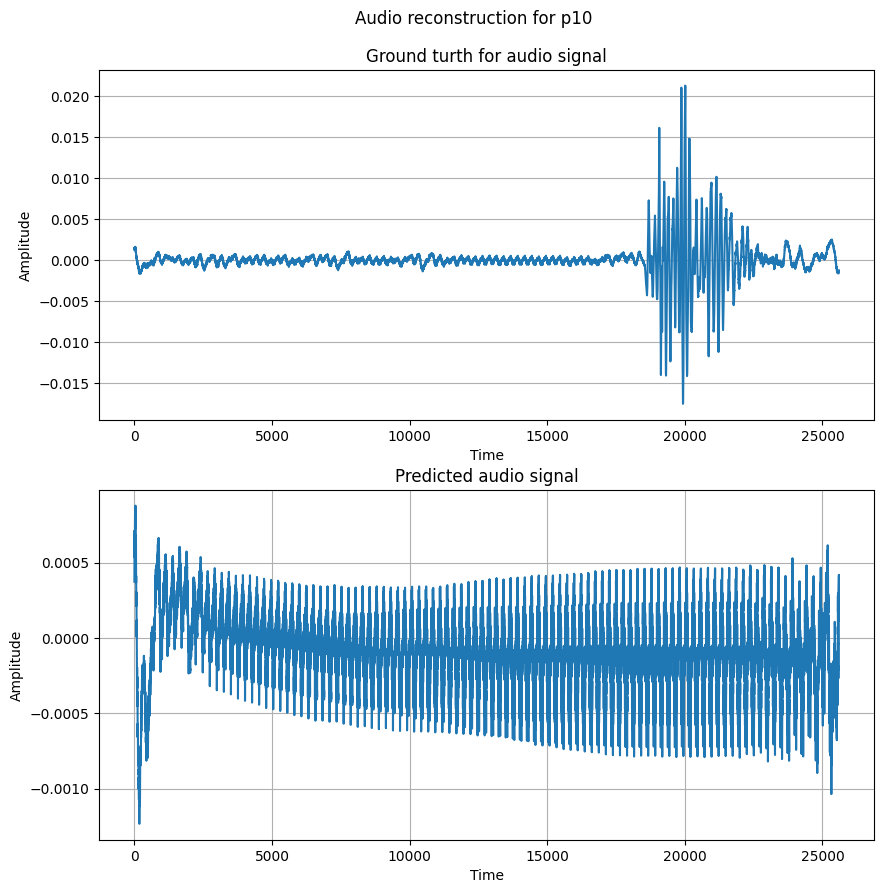 Audio reconstruction for p10
Ground turth for audio signal
0.020
0.015
0.010
0.005
0.000
−0.005
−0.010
−0.015
Amplitude
0 5000 10000 15000 20000 25000
Time
Predicted audio signal
0.0005
0.0000
−0.0005
−0.0010
Amplitude
0 5000 10000 15000 20000 25000
Time